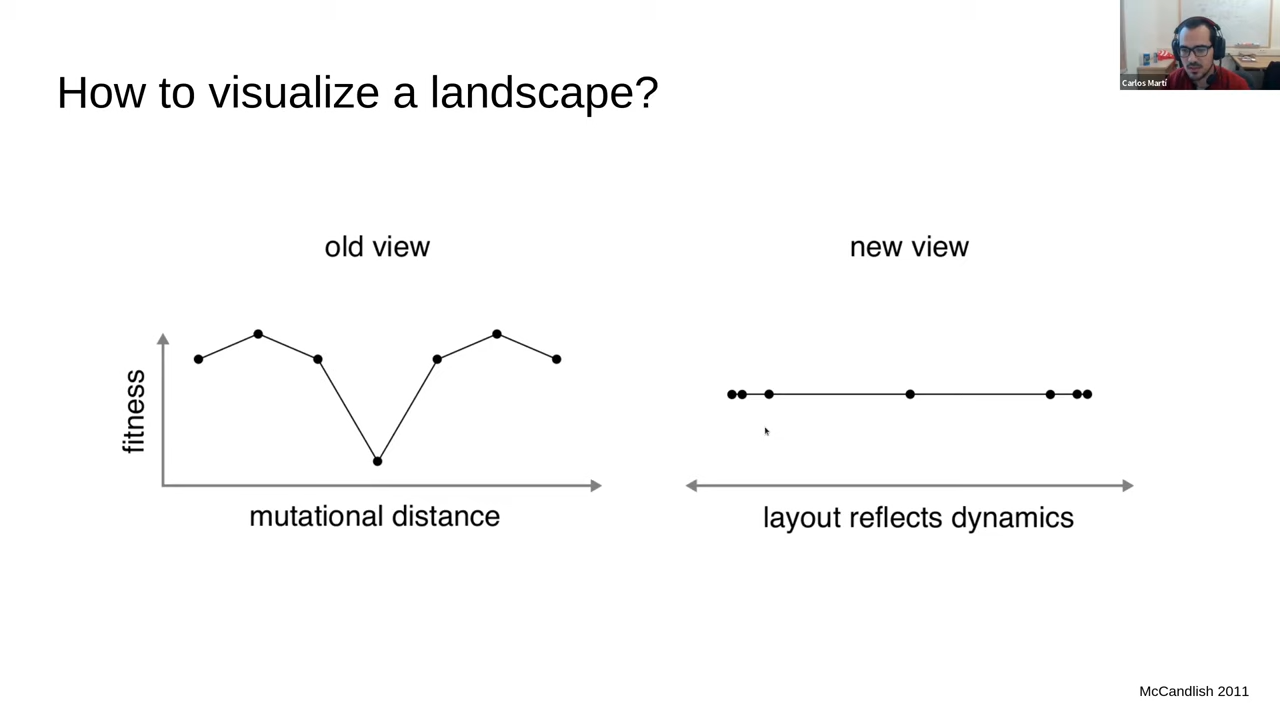 Carlos Martí
How to visualize a landscape?
old view
new view
fitness
mutational distance
layout reflects dynamics
McCandlish 2011